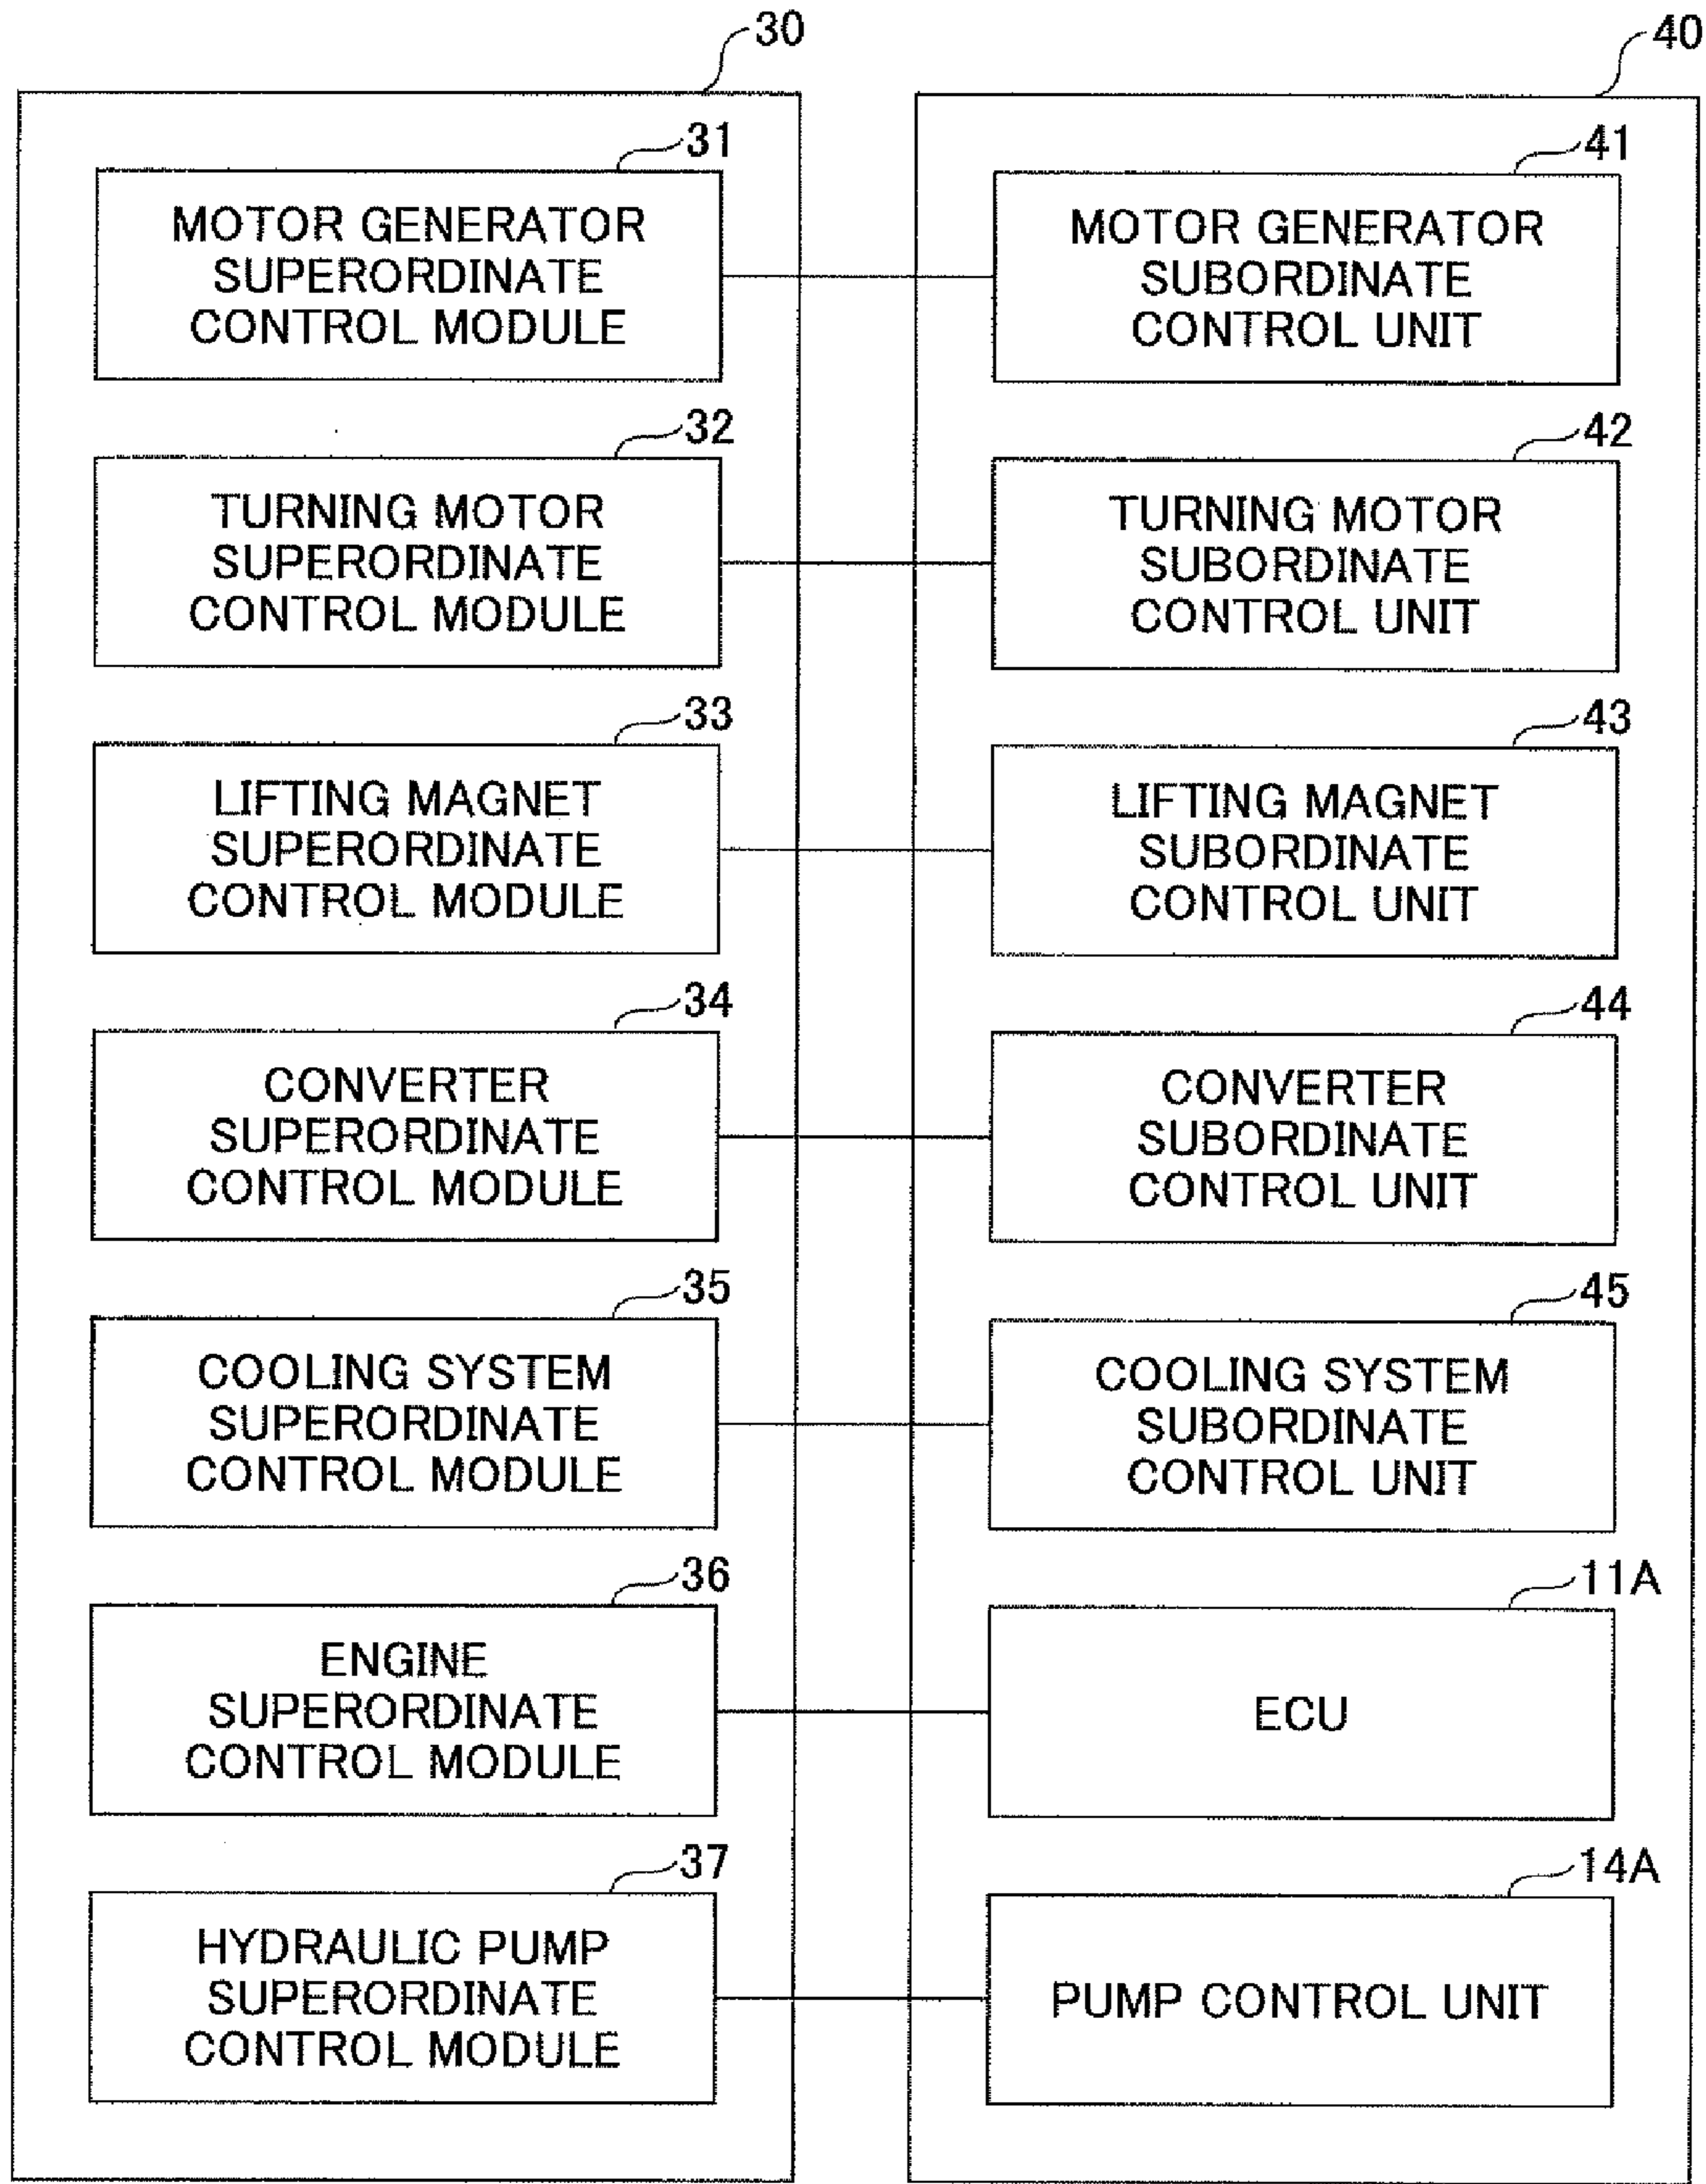 30
40
31
MOTOR GENERATOR
SUPERORDINATE
CONTROL MODULE
41
MOTOR GENERATOR
SUBORDINATE
CONTROL UNIT
32
TURNING MOTOR
SUPERORDINATE
CONTROL MODULE
42
TURNING MOTOR
SUBORDINATE
CONTROL UNIT
33
LIFTING MAGNET
SUPERORDINATE
CONTROL MODULE
43
LIFTING MAGNET
SUBORDINATE
CONTROL UNIT
34
CONVERTER
SUPERORDINATE
CONTROL MODULE
44
CONVERTER
SUBORDINATE
CONTROL UNIT
35
COOLING SYSTEM
SUPERORDINATE
CONTROL MODULE
45
COOLING SYSTEM
SUBORDINATE
CONTROL UNIT
36
ENGINE
SUPERORDINATE
CONTROL MODULE
11A
ECU
37
HYDRAULIC PUMP
SUPERORDINATE
CONTROL MODULE
14A
PUMP CONTROL UNIT